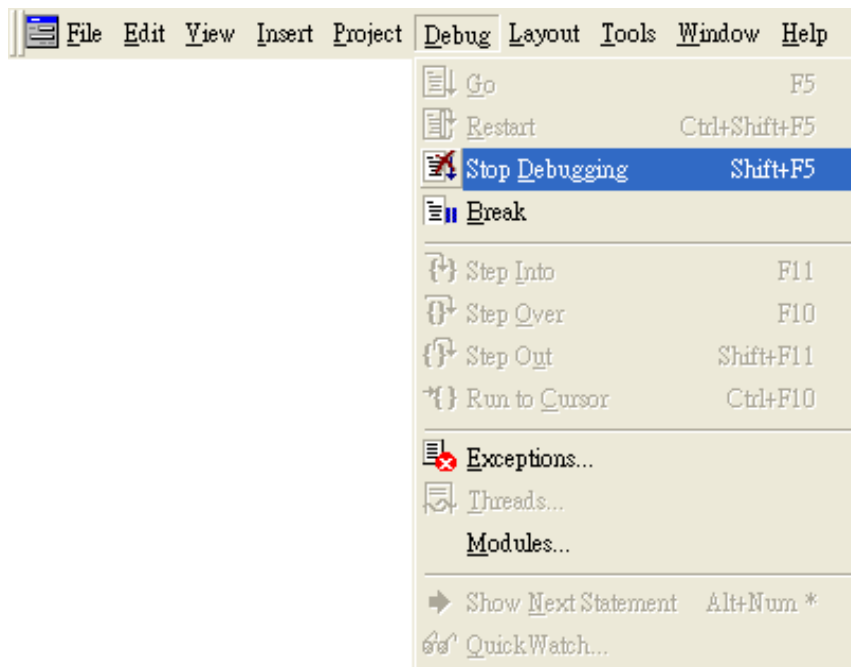 File Edit View Insert Project Debug Layout Tools Window Help
Go F5
Restart Ctrl+Shift+F5
Stop Debugging Shift+F5
Break
Step Into F11
Step Over F10
Step Out Shift+F11
Run to Cursor Ctrl+F10
Exceptions...
Threads...
Modules...
Show Next Statement Alt+Num *
QuickWatch...